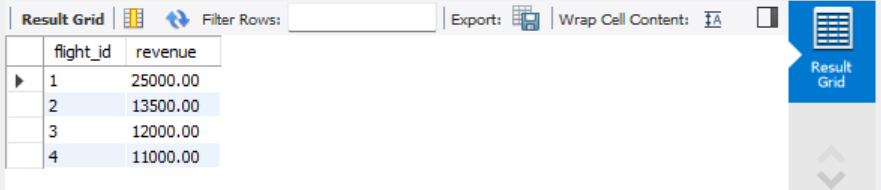 Result Grid Filter Rows: Export: Wrap Cell Content: IA
flight_id revenue
1 25000.00
2 13500.00
3 12000.00
4 11000.00
Result
Grid